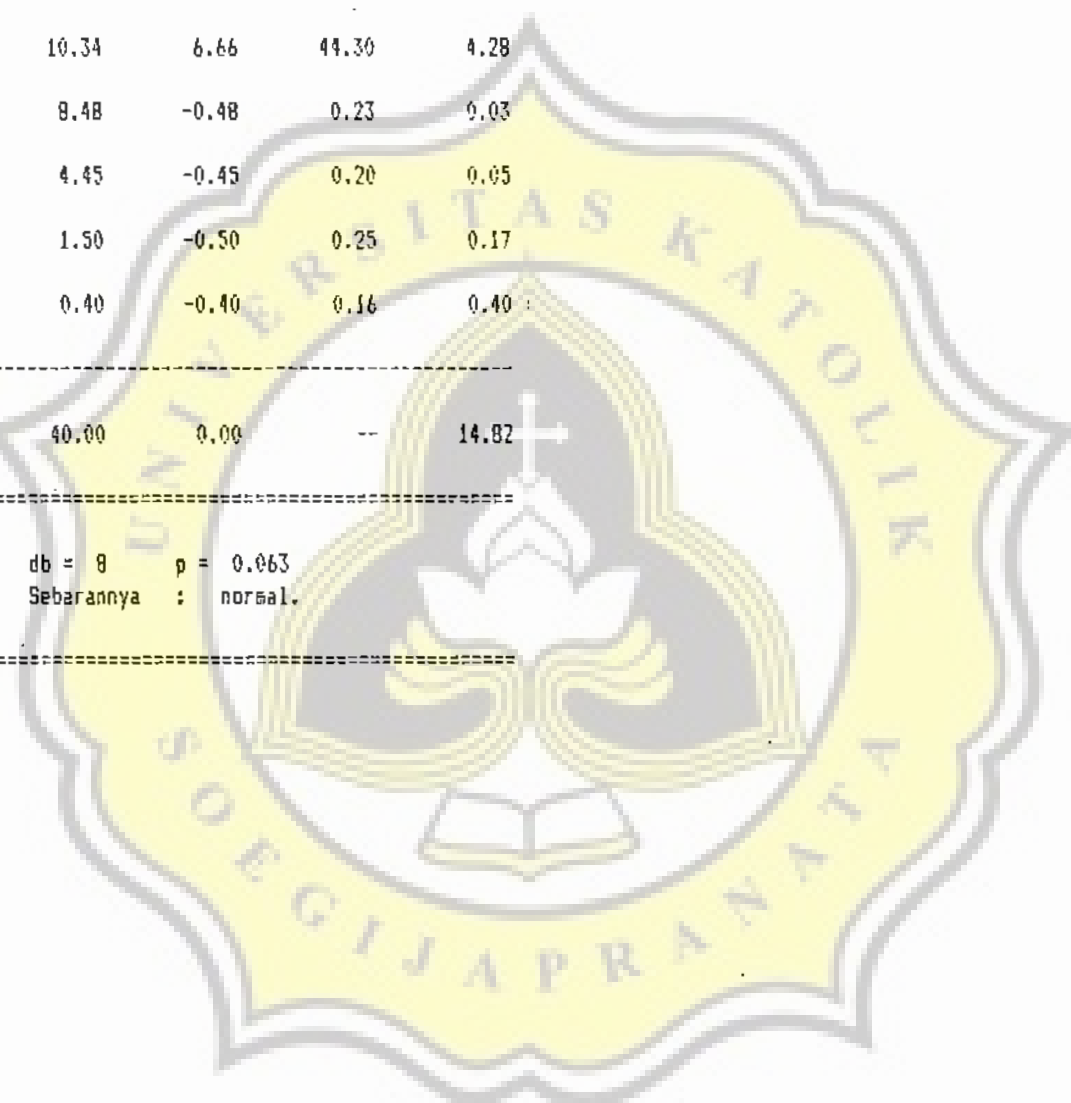 10.34 6.66 44.30 4.28
8.48 -0.48 0.23 0.03
4.45 -0.45 0.20 0.05
1.50 -0.50 0.25 0.17
0.40 -0.40 0.16 0.40
40.00 0.00 -- 14.82
db = 8 p = 0.063
Sebarannya : normal.
UNIVERSITAS KATOLIK
SOEGIJAPRANATA